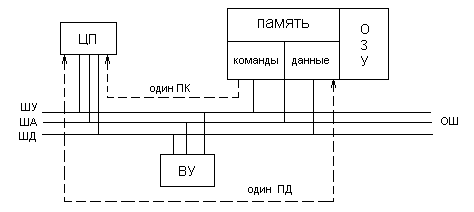 память
ЦП
О
З
У
команды
данные
один ПК
ШУ
ША
ОШ
ШД
ВУ
один ПД